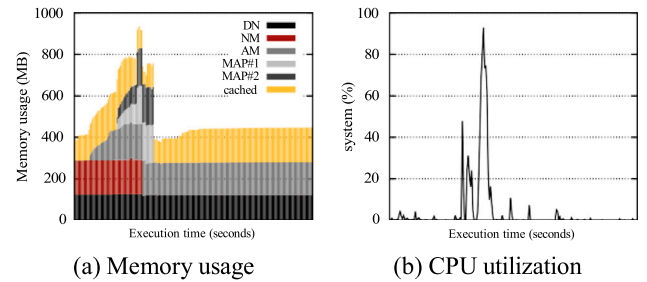 1000
800
600
400
200
0
Memory usage (MB)
DN
NM
AM
MAP#1
MAP#2
cached
Execution time (seconds)
(a) Memory usage
100
80
60
40
20
0
system (%)
Execution time (seconds)
(b) CPU utilization